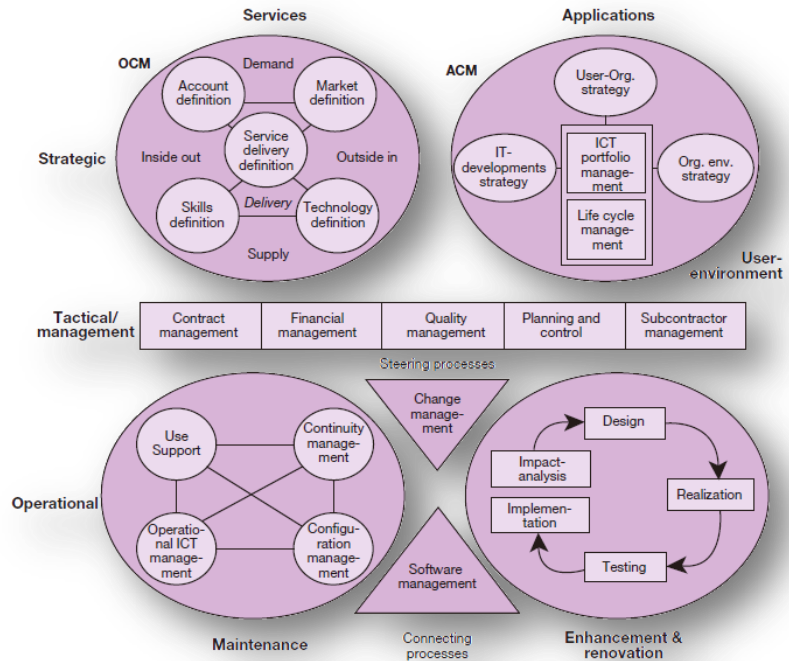 Services
Applications
OCM
Demand
ACM
Account
definition
Market
definition
User-Org.
strategy
Service
delivery
definition
Strategic
Inside out
Outside in
IT-
developments
strategy
ICT
portfolio
manage-
ment
Org. env.
strategy
Skills
definition
Delivery
Technology
definition
Life cycle
manage-
ment
Supply
User-
environment
Tactical/
management
Contract
management
Financial
management
Quality
management
Planning and
control
Subcontractor
management
Steering processes
Change
manage-
ment
Use
Support
Continuity
manage-
ment
Design
Impact-
analysis
Operational
Realization
Implemen-
tation
Operatio-
nal ICT
manage-
ment
Configu-
ration manage-
ment
Software
management
Testing
Maintenance
Connecting
processes
Enhancement &
renovation